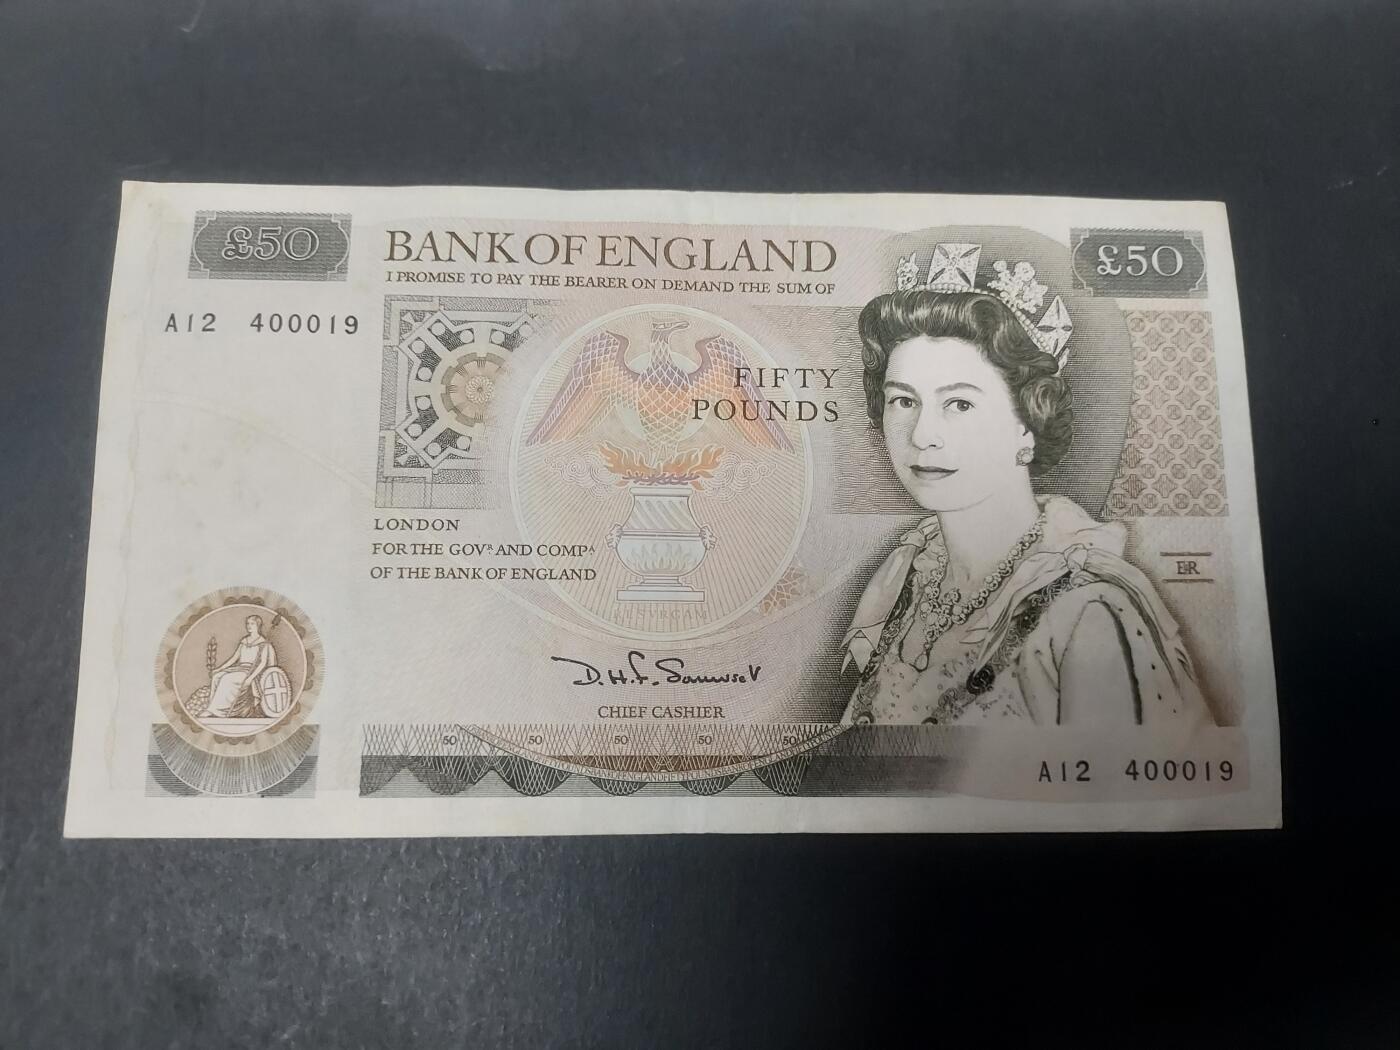 £50
BANK OF ENGLAND
£50
I PROMISE TO PAY THE BEARER ON DEMAND THE SUM OF
A12 400019
FIFTY
POUNDS
LONDON
FOR THE GOVR AND COMPA
OF THE BANK OF ENGLAND
ER
RESURGAM
D.H.F. Somerset
CHIEF CASHIER
50 50 50 50 50
A12 400019